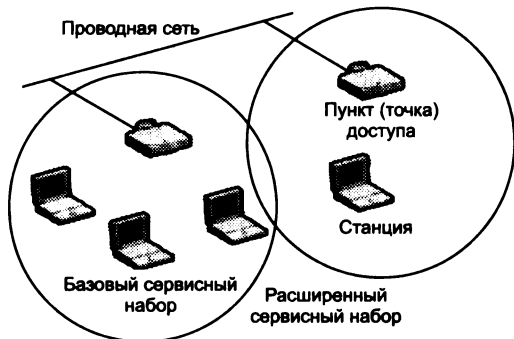 Проводная сеть
Пункт (точка)
доступа
Станция
Базовый сервисный
набор
Расширенный
сервисный набор